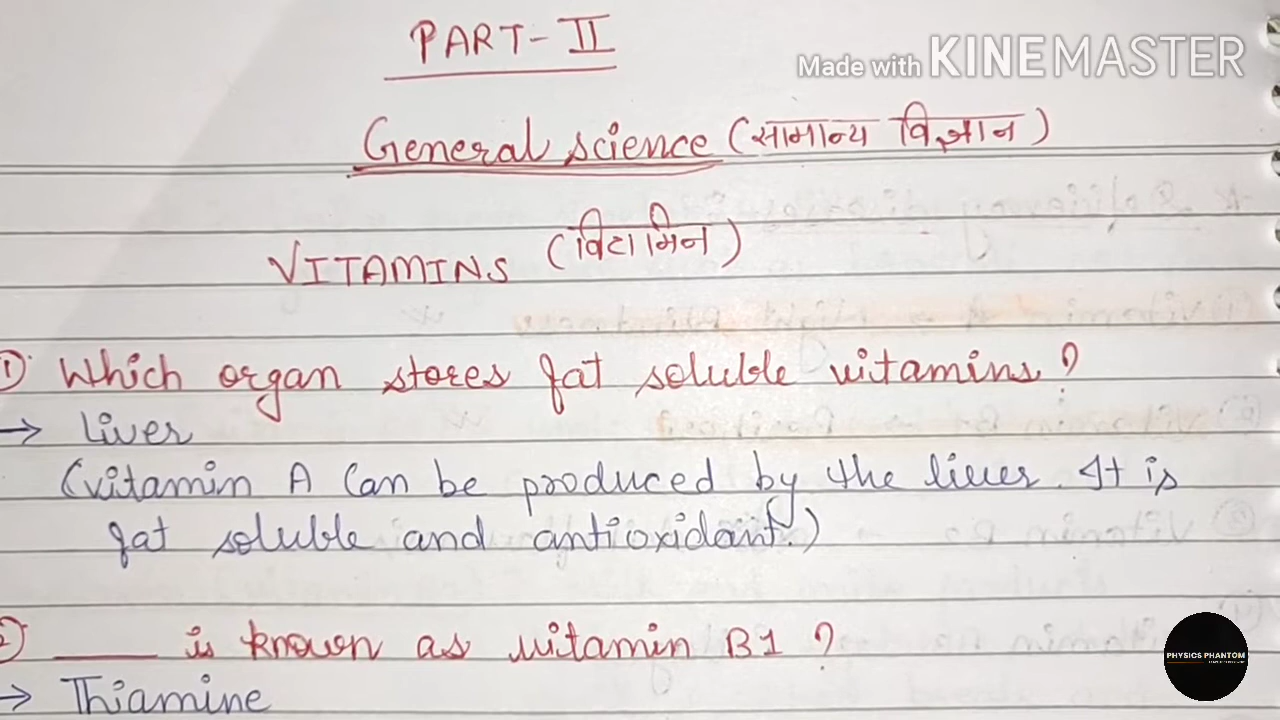 PART-II
Made with KINEMASTER
General science (सामान्य विज्ञान)
VITAMINS (विटामिन)
① Which organ stores fat soluble vitamins?
→ Liver
(vitamin A Can be produced by the liver. It is
fat soluble and antioxidant.)
② ____ is known as vitamin B1 ?
→ Thiamine
PHYSICS PHANTOM